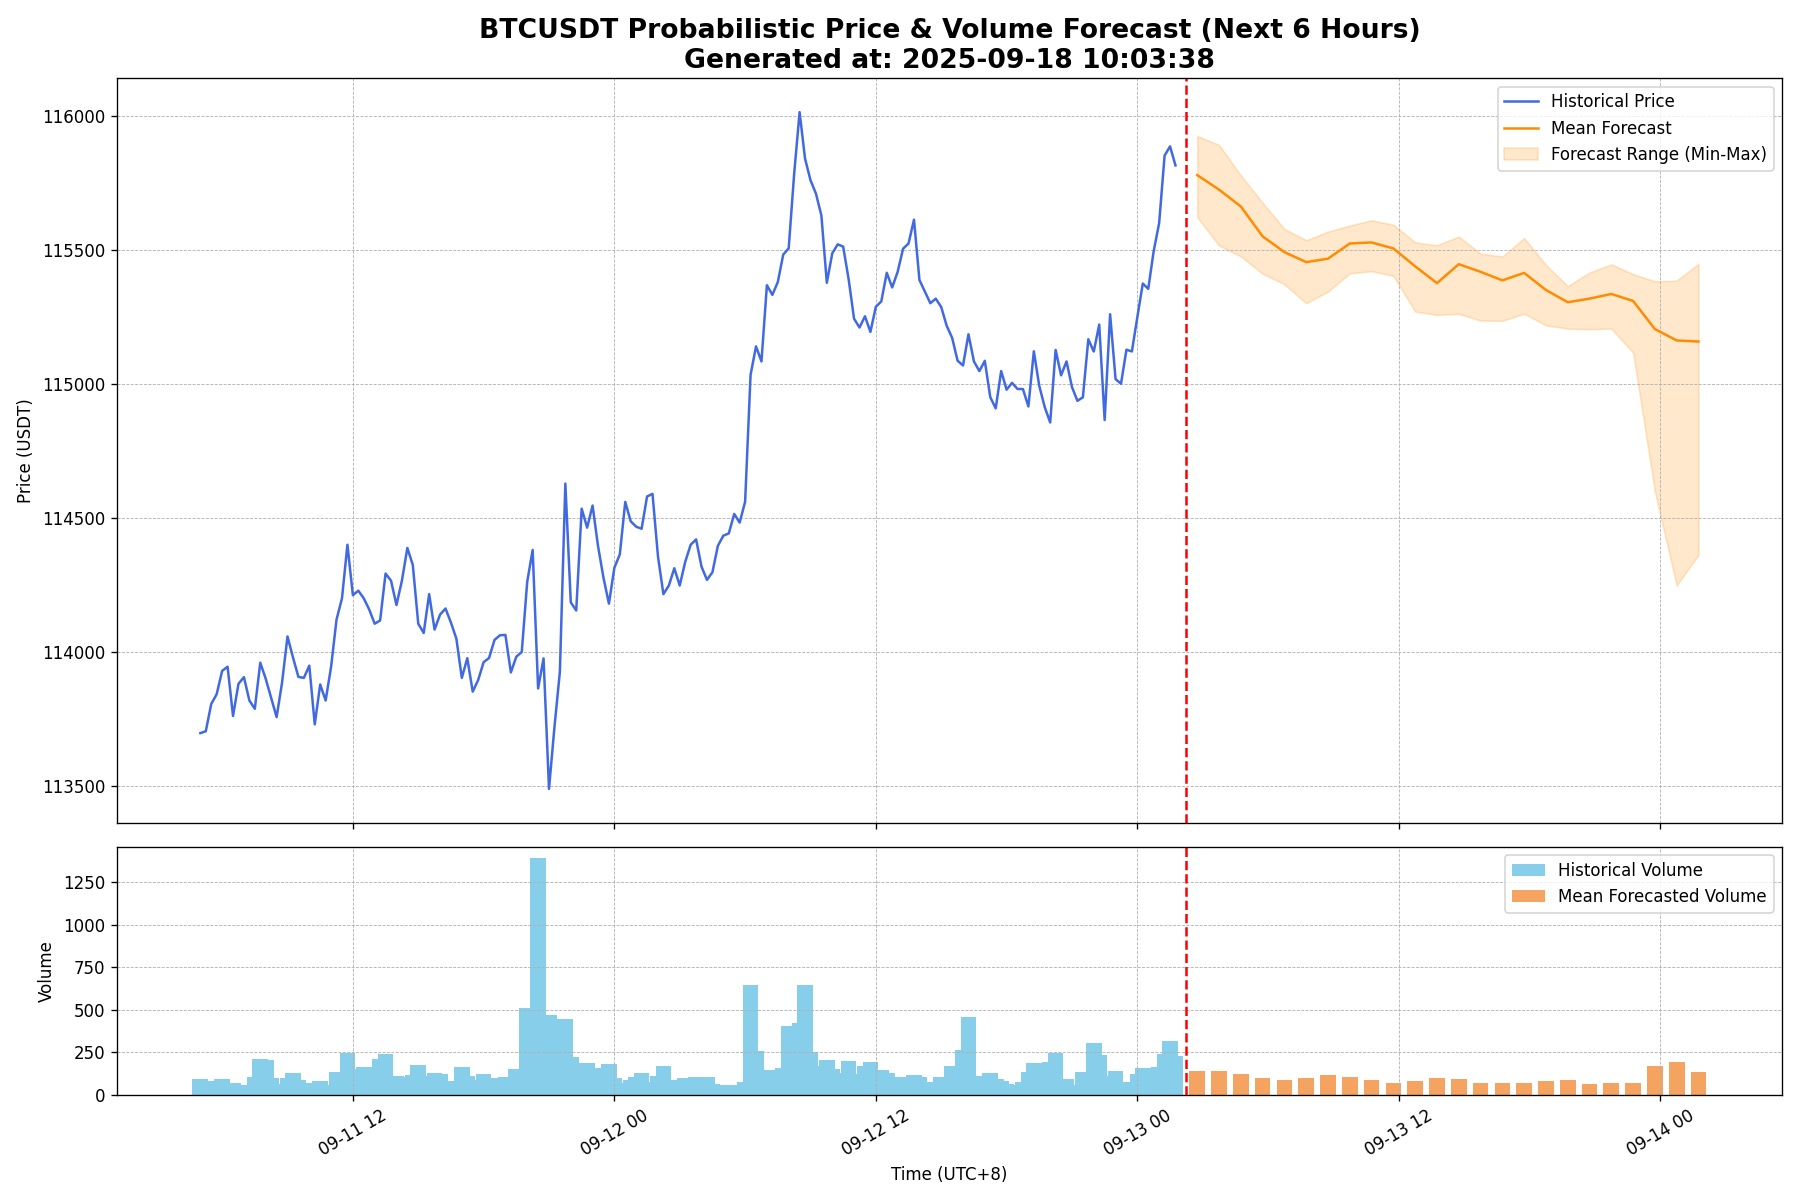 BTCUSDT Probabilistic Price & Volume Forecast (Next 6 Hours)
Generated at: 2025-09-18 10:03:38
Historical Price
Mean Forecast
Forecast Range (Min-Max)
116000
115500
115000
114500
114000
113500
Price (USDT)
Historical Volume
Mean Forecasted Volume
1250
1000
750
500
250
0
Volume
09-11 12
09-12 00
09-12 12
09-13 00
09-13 12
09-14 00
Time (UTC+8)